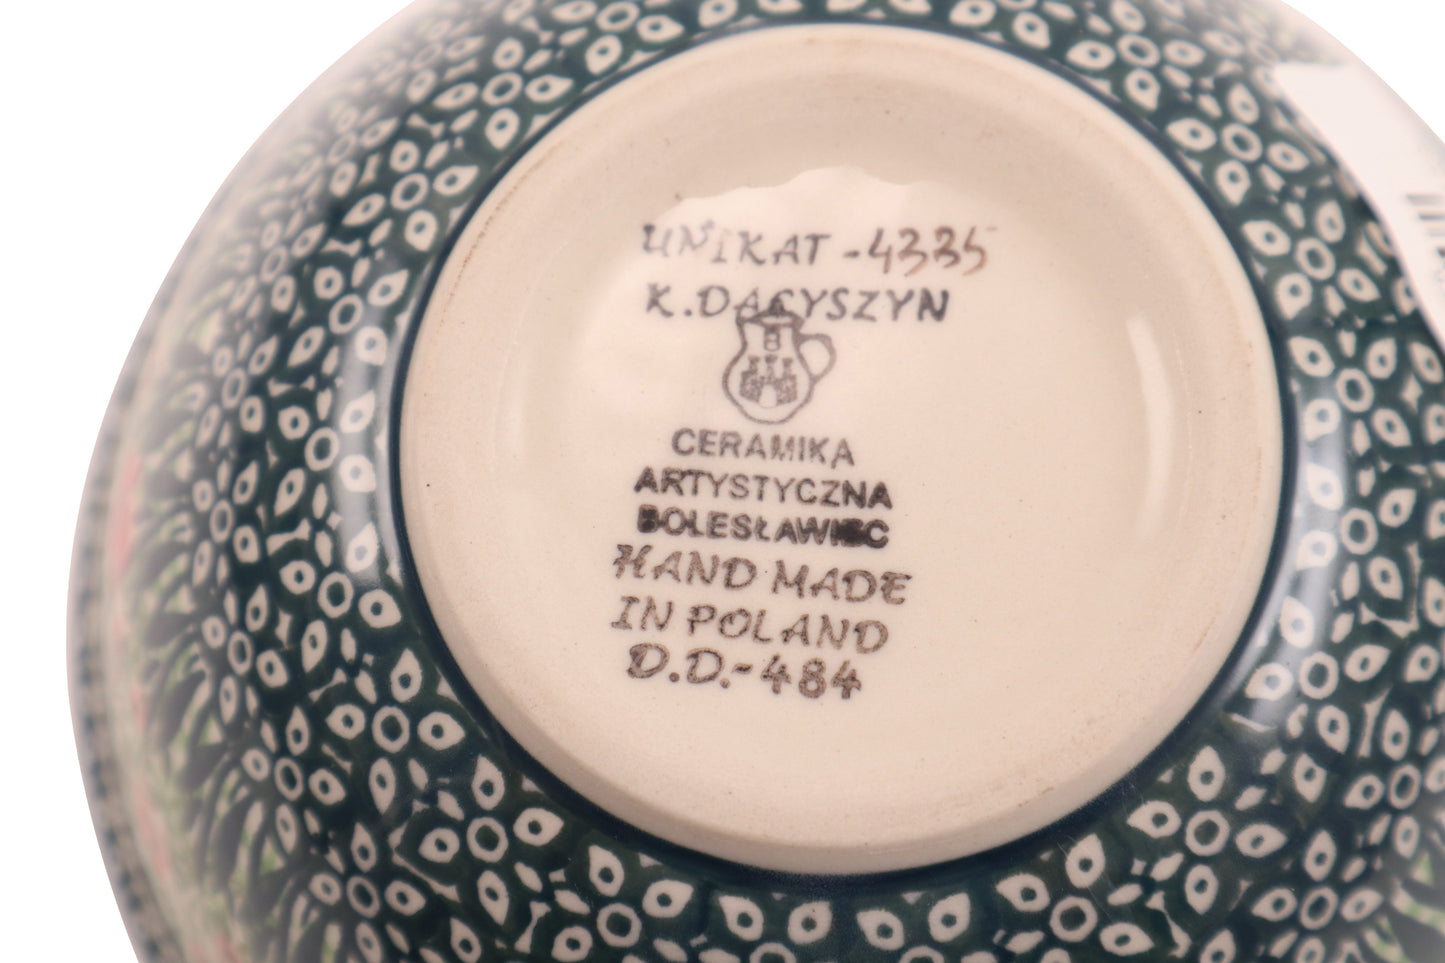 UNIKAT - 4335
K. DACYSZYN
CERAMIKA
ARTYSTYCZNA
BOLESŁAWIEC
HAND MADE
IN POLAND
D.D.-484